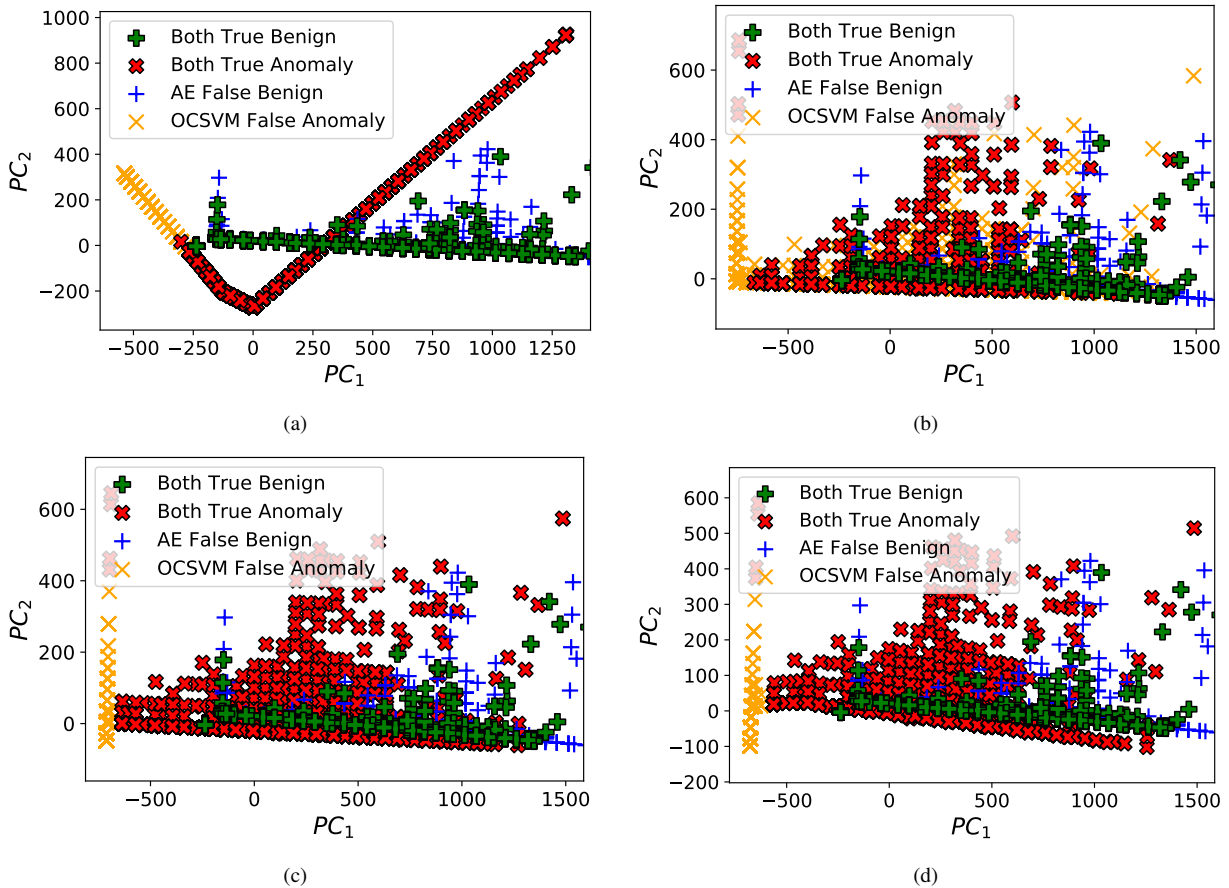 1000
800
600
400
200
0
−200
PC2
Both True Benign
Both True Anomaly
AE False Benign
OCSVM False Anomaly
−500 −250 0 250 500 750 1000 1250
PC1
(a)
600
400
200
0
PC2
Both True Benign
Both True Anomaly
AE False Benign
OCSVM False Anomaly
−500 0 500 1000 1500
PC1
(b)
600
400
200
0
PC2
Both True Benign
Both True Anomaly
AE False Benign
OCSVM False Anomaly
−500 0 500 1000 1500
PC1
(c)
600
500
400
300
200
100
0
−100
−200
PC2
Both True Benign
Both True Anomaly
AE False Benign
OCSVM False Anomaly
−500 0 500 1000 1500
PC1
(d)